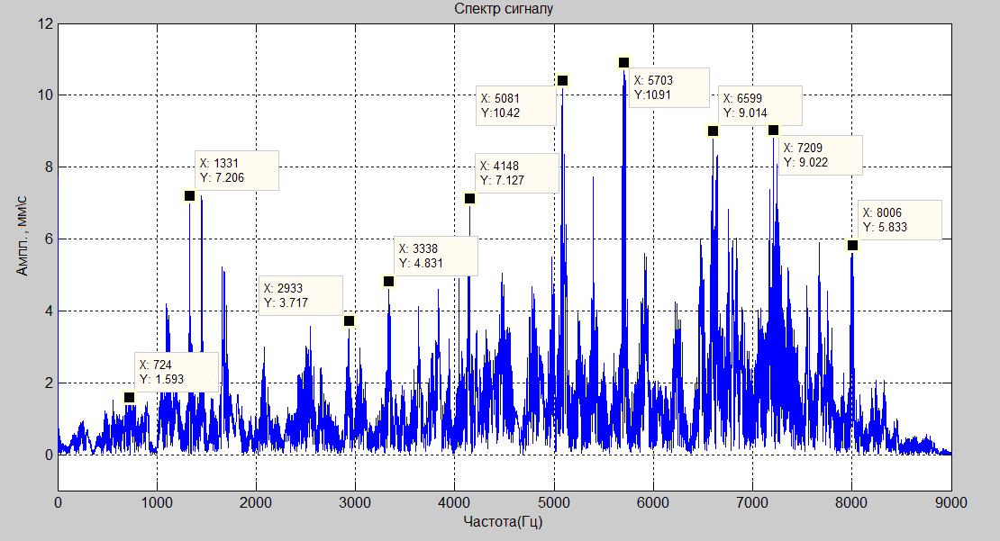 Спектр сигналу
12
10
8
6
4
2
0
Ампп., мм\с
X: 724
Y: 1.593
X: 1331
Y: 7.206
X: 2933
Y: 3.717
X: 3338
Y: 4.831
X: 4148
Y: 7.127
X: 5081
Y:10.42
X: 5703
Y:10.91
X: 6599
Y: 9.014
X: 7209
Y: 9.022
X: 8006
Y: 5.833
0 1000 2000 3000 4000 5000 6000 7000 8000 9000
Частота(Гц)